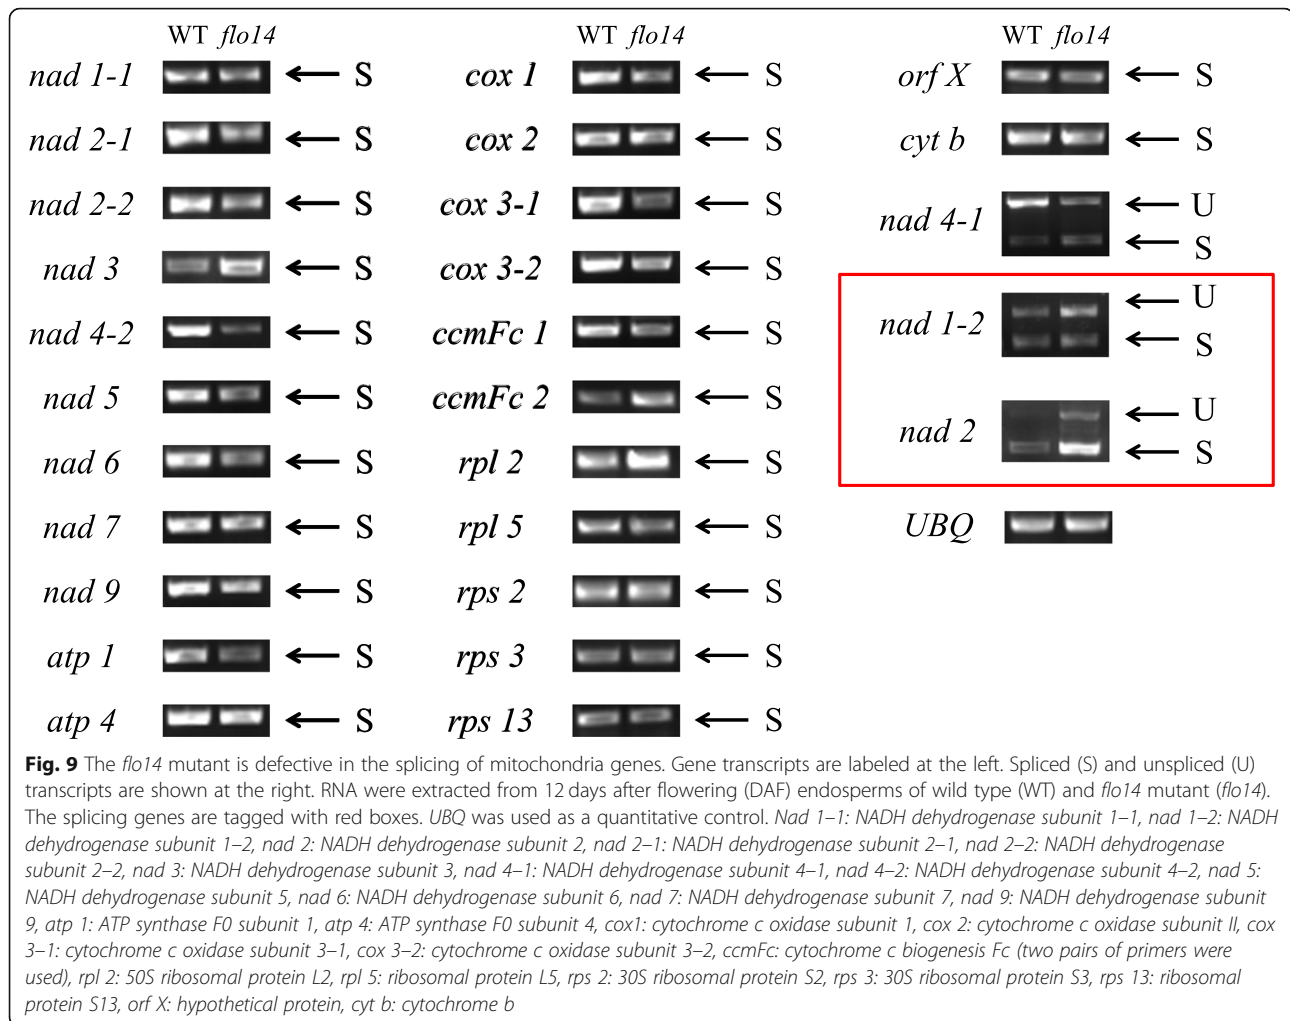 WT flo14
WT flo14
WT flo14
nad 1-1 S
cox 1 S
orf X S
nad 2-1 S
cox 2 S
cyt b S
nad 2-2 S
cox 3-1 S
nad 4-1 U
S
nad 3 S
cox 3-2 S
nad 1-2 U
S
nad 4-2 S
ccmFc 1 S
nad 5 S
ccmFc 2 S
nad 2 U
S
nad 6 S
rpl 2 S
nad 7 S
rpl 5 S
UBQ
nad 9 S
rps 2 S
atp 1 S
rps 3 S
atp 4 S
rps 13 S
Fig. 9 The flo14 mutant is defective in the splicing of mitochondria genes. Gene transcripts are labeled at the left. Spliced (S) and unspliced (U)
transcripts are shown at the right. RNA were extracted from 12 days after flowering (DAF) endosperms of wild type (WT) and flo14 mutant (flo14).
The splicing genes are tagged with red boxes. UBQ was used as a quantitative control. Nad 1–1: NADH dehydrogenase subunit 1–1, nad 1–2: NADH
dehydrogenase subunit 1–2, nad 2: NADH dehydrogenase subunit 2, nad 2–1: NADH dehydrogenase subunit 2–1, nad 2–2: NADH dehydrogenase
subunit 2–2, nad 3: NADH dehydrogenase subunit 3, nad 4–1: NADH dehydrogenase subunit 4–1, nad 4–2: NADH dehydrogenase subunit 4–2, nad 5:
NADH dehydrogenase subunit 5, nad 6: NADH dehydrogenase subunit 6, nad 7: NADH dehydrogenase subunit 7, nad 9: NADH dehydrogenase subunit
9, atp 1: ATP synthase F0 subunit 1, atp 4: ATP synthase F0 subunit 4, cox1: cytochrome c oxidase subunit 1, cox 2: cytochrome c oxidase subunit II, cox
3–1: cytochrome c oxidase subunit 3–1, cox 3–2: cytochrome c oxidase subunit 3–2, ccmFc: cytochrome c biogenesis Fc (two pairs of primers were
used), rpl 2: 50S ribosomal protein L2, rpl 5: ribosomal protein L5, rps 2: 30S ribosomal protein S2, rps 3: 30S ribosomal protein S3, rps 13: ribosomal
protein S13, orf X: hypothetical protein, cyt b: cytochrome b